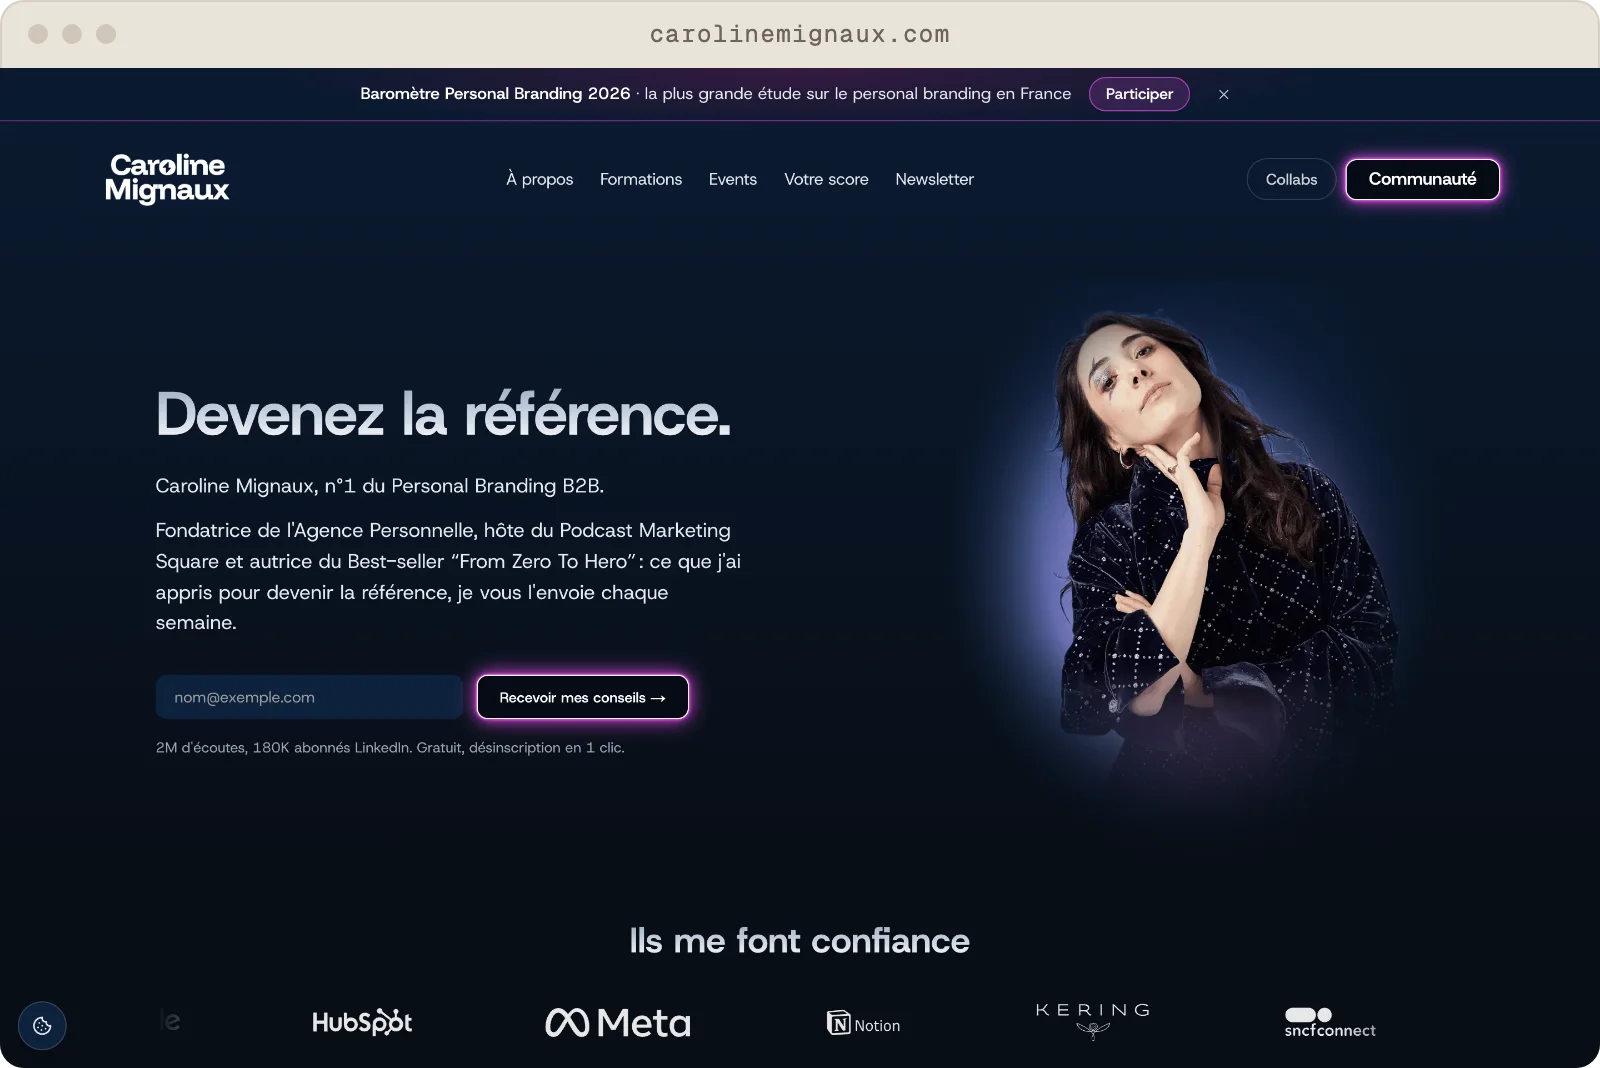 carolinemignaux.com
Baromètre Personal Branding 2026 · la plus grande étude sur le personal branding en France
Participer
Caroline
Mignaux
À propos
Formations
Events
Votre score
Newsletter
Collabs
Communauté
Devenez la référence.
Caroline Mignaux, n°1 du Personal Branding B2B.
Fondatrice de l'Agence Personnelle, hôte du Podcast Marketing
Square et autrice du Best-seller “From Zero To Hero” : ce que j'ai
appris pour devenir la référence, je vous l'envoie chaque
semaine.
nom@exemple.com
Recevoir mes conseils →
2M d'écoutes, 180K abonnés LinkedIn. Gratuit, désinscription en 1 clic.
Ils me font confiance
le
HubSpot
Meta
Notion
KERING
sncfconnect